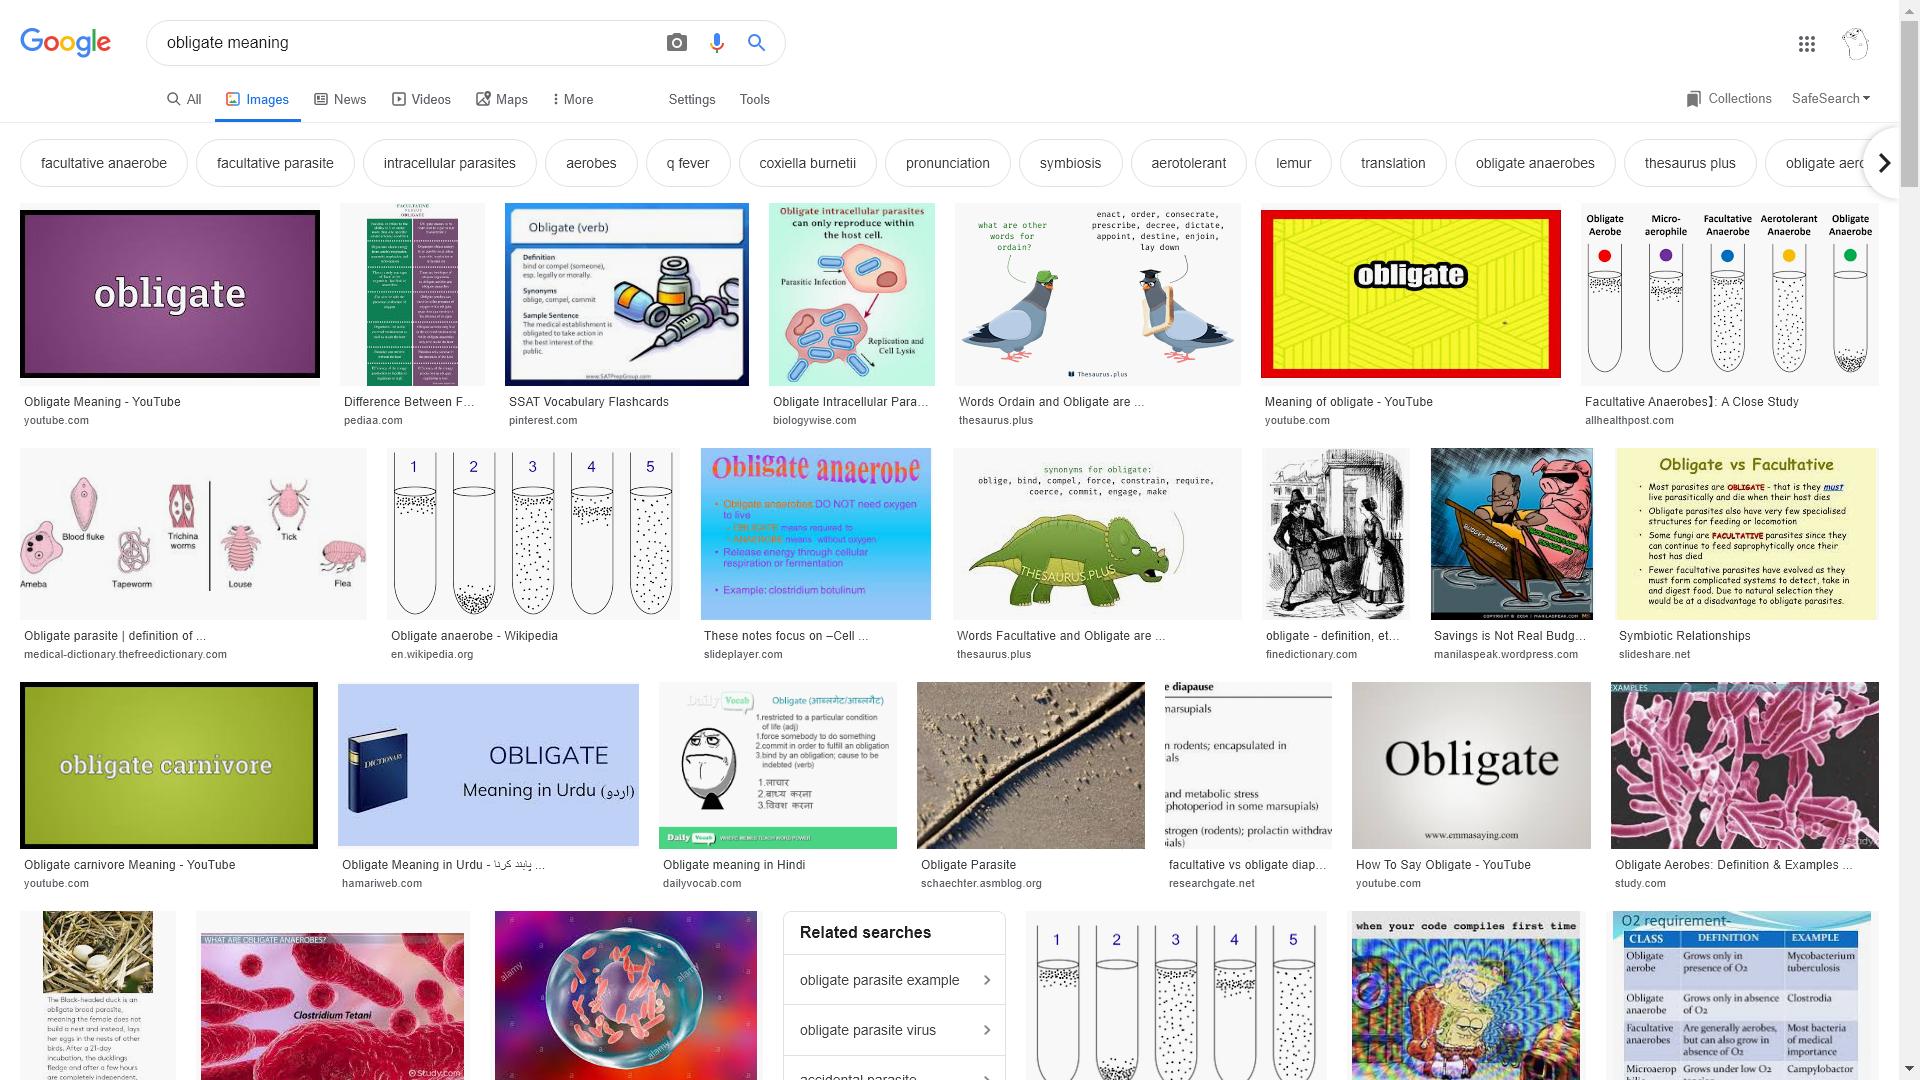 Google
obligate meaning
All
Images
News
Videos
Maps
More
Settings
Tools
Collections
SafeSearch
facultative anaerobe
facultative parasite
intracellular parasites
aerobes
q fever
coxiella burnetii
pronunciation
symbiosis
aerotolerant
lemur
translation
obligate anaerobes
thesaurus plus
obligate aero
obligate
Obligate Meaning - YouTube
youtube.com
FACULTATIVE
OBLIGATE
Difference Between F...
pediaa.com
Obligate (verb)
Definition
bind or compel (someone),
esp. legally or morally.
Synonyms
oblige, compel, commit
Sample Sentence
The medical establishment is
obligated to take action in
the best interest of the
public.
www.SATPrepGroup.com
SSAT Vocabulary Flashcards
pinterest.com
Obligate intracellular parasites
can only reproduce within
the host cell.
Parasitic Infection
Replication and
Cell Lysis
Obligate Intracellular Para...
biologywise.com
what are other
words for
ordain?
enact, order, consecrate,
prescribe, decree, dictate,
appoint, destine, enjoin,
lay down
Thesaurus.plus
Words Ordain and Obligate are ...
thesaurus.plus
obligate
Meaning of obligate - YouTube
youtube.com
Obligate
Aerobe
Micro-
aerophile
Facultative
Anaerobe
Aerotolerant
Anaerobe
Obligate
Anaerobe
Facultative Anaerobes】: A Close Study
allhealthpost.com
Blood fluke
Trichina
worms
Tick
Ameba
Tapeworm
Louse
Flea
Obligate parasite | definition of ...
medical-dictionary.thefreedictionary.com
1 2 3 4 5
Obligate anaerobe - Wikipedia
en.wikipedia.org
Obligate anaerobe
• Obligate anaerobes DO NOT need oxygen
to live
– OBLIGATE means required to
– ANAEROBE means without oxygen
• Release energy through cellular
respiration or fermentation
• Example: clostridium botulinum
These notes focus on –Cell ...
slideplayer.com
synonyms for obligate:
oblige, bind, compel, force, constrain, require,
coerce, commit, engage, make
THESAURUS.PLUS
Words Facultative and Obligate are ...
thesaurus.plus
obligate - definition, et...
finedictionary.com
BUDGET REFORM
Savings is Not Real Budg...
manilaspeak.wordpress.com
Obligate vs Facultative
• Most parasites are OBLIGATE - that is they must
live parasitically and die when their host dies
• Obligate parasites also have very few specialised
structures for feeding or locomotion
• Some fungi are FACULTATIVE parasites since they
can continue to feed saprophytically once their
host has died
• Fewer facultative parasites have evolved as they
must form complicated systems to detect, take in
and digest food. Due to natural selection they
would be at a disadvantage to obligate parasites.
Symbiotic Relationships
slideshare.net
obligate carnivore
Obligate carnivore Meaning - YouTube
youtube.com
DICTIONARY
OBLIGATE
Meaning in Urdu (اردو)
Obligate Meaning in Urdu - پابند کرنا ...
hamariweb.com
Daily Vocab
Obligate (आब्लगेट/आब्लगैट)
1.restricted to a particular condition
of life (adj)
1.force somebody to do something
2.commit in order to fulfill an obligation
3.bind by an obligation; cause to be
indebted (verb)
1.लाचार
2.बाध्य करना
3.विवश करना
Daily Vocab WHERE MEMES TEACH WORD POWER
Obligate meaning in Hindi
dailyvocab.com
Obligate Parasite
schaechter.asmblog.org
e diapause
marsupials
n rodents; encapsulated in
ials
and metabolic stress
(photoperiod in some marsupials)
strogen (rodents); prolactin withdraw
ials)
facultative vs obligate diap...
researchgate.net
Obligate
www.emmasaying.com
How To Say Obligate - YouTube
youtube.com
EXAMPLES
Obligate Aerobes: Definition & Examples ...
study.com
The Black-headed duck is an
obligate brood parasite,
meaning the female does not
build a nest and instead, lays
her eggs in the nests of other
birds. After a 21-day
incubation, the ducklings
fledge and after a few hours
are completely independent,
WHAT ARE OBLIGATE ANAEROBES?
Clostridium Tetani
© Study.com
alamy
alamy
alamy
Related searches
obligate parasite example
obligate parasite virus
accidental parasite
1 2 3 4 5
when your code compiles first time
O2 requirement-
CLASS DEFINITION EXAMPLE
Obligate aerobe
Grows only in presence of O2
Mycobacterium tuberculosis
Obligate anaerobe
Grows only in absence of O2
Clostrodia
Facultative anaerobes
Are generally aerobes, but can also grow in absence of O2
Most bacteria of medical importance
Microaerop
Grows under low O2
Campylobactor